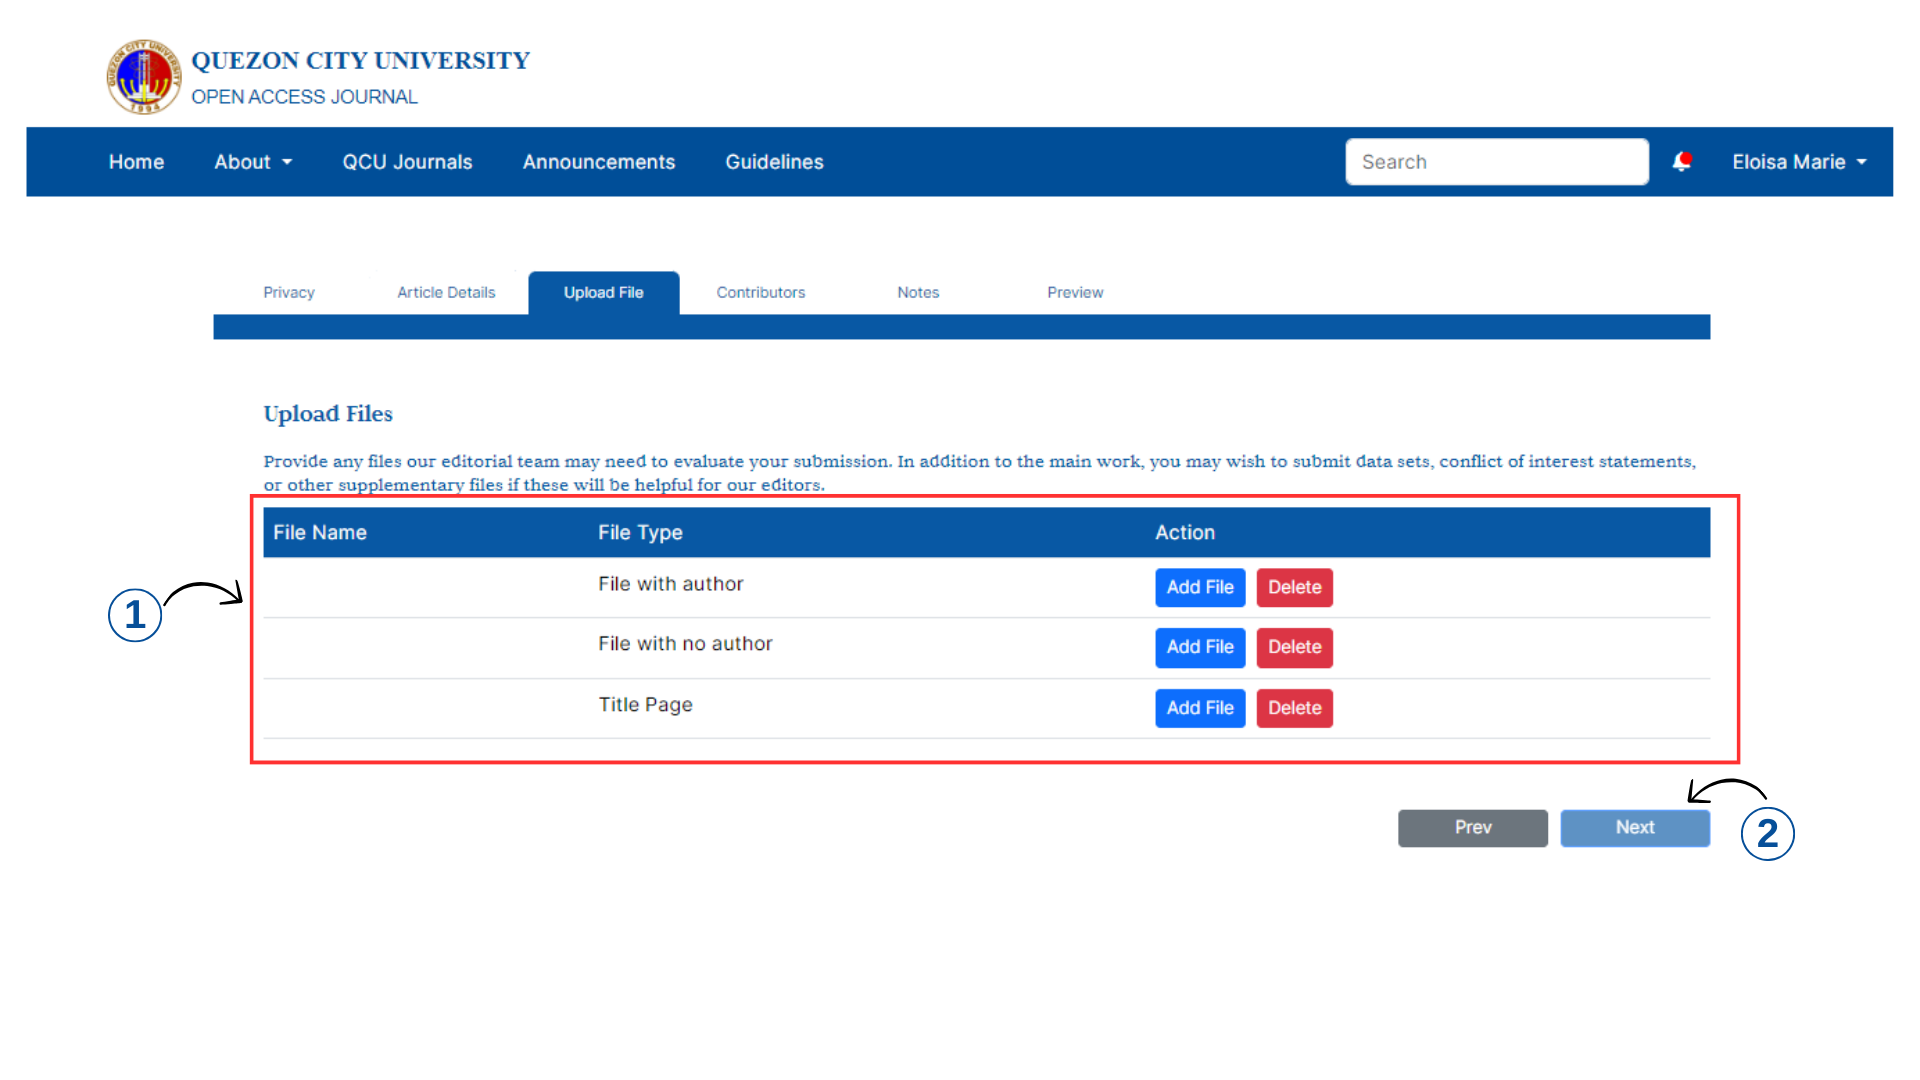 QUEZON CITY UNIVERSITY
1994
QUEZON CITY UNIVERSITY
OPEN ACCESS JOURNAL
Home About QCU Journals Announcements Guidelines Search Eloisa Marie
Privacy Article Details Upload File Contributors Notes Preview
Upload Files
Provide any files our editorial team may need to evaluate your submission. In addition to the main work, you may wish to submit data sets, conflict of interest statements,
or other supplementary files if these will be helpful for our editors.
File Name File Type Action
File with author Add File Delete
1
File with no author Add File Delete
Title Page Add File Delete
Prev Next
2